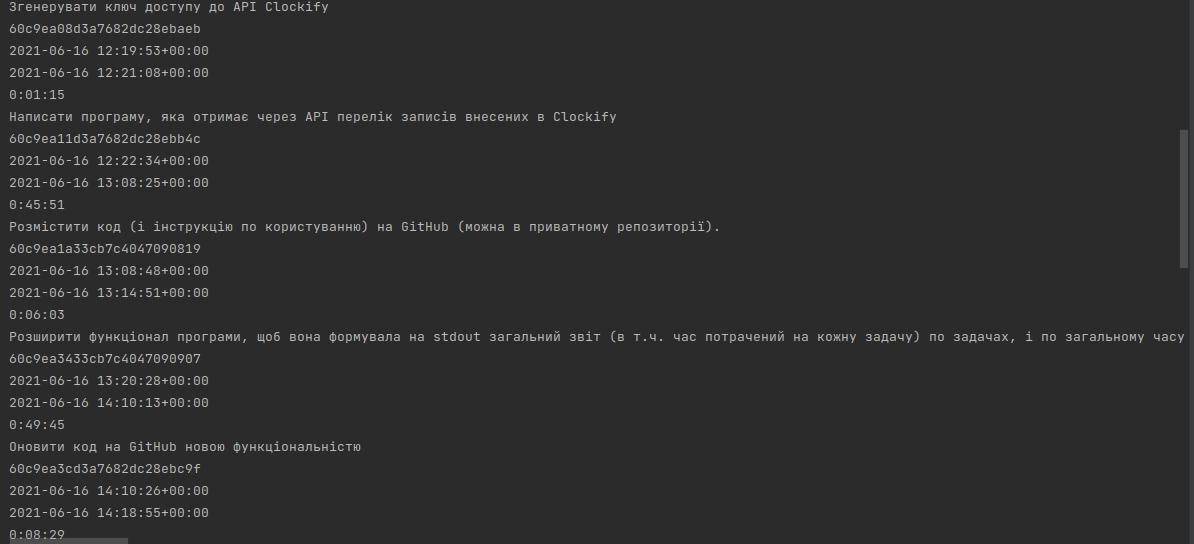 Згенерувати ключ доступу до API Clockify
60c9ea08d3a7682dc28ebaeb
2021-06-16 12:19:53+00:00
2021-06-16 12:21:08+00:00
0:01:15
Написати програму, яка отримає через API перелік записів внесених в Clockify
60c9ea11d3a7682dc28ebb4c
2021-06-16 12:22:34+00:00
2021-06-16 13:08:25+00:00
0:45:51
Розмістити код (і інструкцію по користуванню) на GitHub (можна в приватному репозиторії).
60c9ea1a33cb7c4047090819
2021-06-16 13:08:48+00:00
2021-06-16 13:14:51+00:00
0:06:03
Розширити функціонал програми, щоб вона формувала на stdout загальний звіт (в т.ч. час потрачений на кожну задачу) по задачах, і по загальному часу
60c9ea3433cb7c4047090907
2021-06-16 13:20:28+00:00
2021-06-16 14:10:13+00:00
0:49:45
Оновити код на GitHub новою функціональністю
60c9ea3cd3a7682dc28ebc9f
2021-06-16 14:10:26+00:00
2021-06-16 14:18:55+00:00
0:08:29